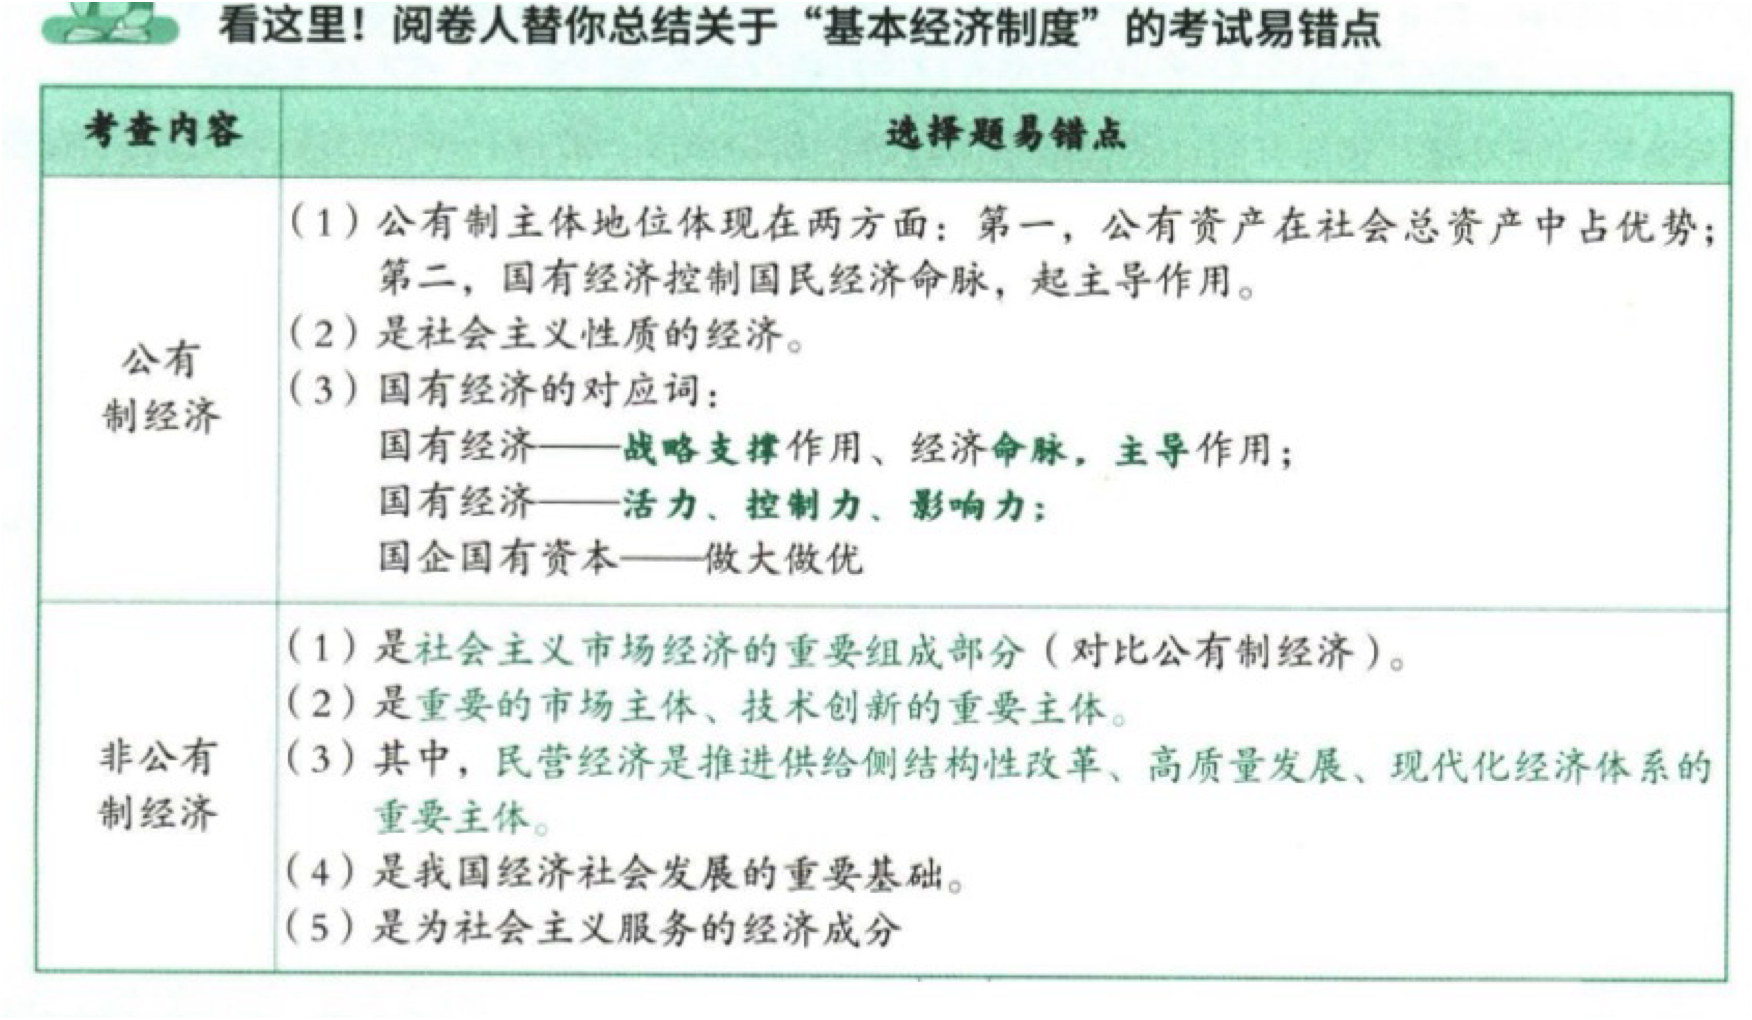 看这里！阅卷人替你总结关于“基本经济制度”的考试易错点
考查内容
选择题易错点
公有
制经济
（1）公有制主体地位体现在两方面：第一，公有资产在社会总资产中占优势；
第二，国有经济控制国民经济命脉，起主导作用。
（2）是社会主义性质的经济。
（3）国有经济的对应词：
国有经济——战略支撑作用、经济命脉，主导作用；
国有经济——活力、控制力、影响力；
国企国有资本——做大做优
非公有
制经济
（1）是社会主义市场经济的重要组成部分（对比公有制经济）。
（2）是重要的市场主体、技术创新的重要主体。
（3）其中，民营经济是推进供给侧结构性改革、高质量发展、现代化经济体系的
重要主体。
（4）是我国经济社会发展的重要基础。
（5）是为社会主义服务的经济成分